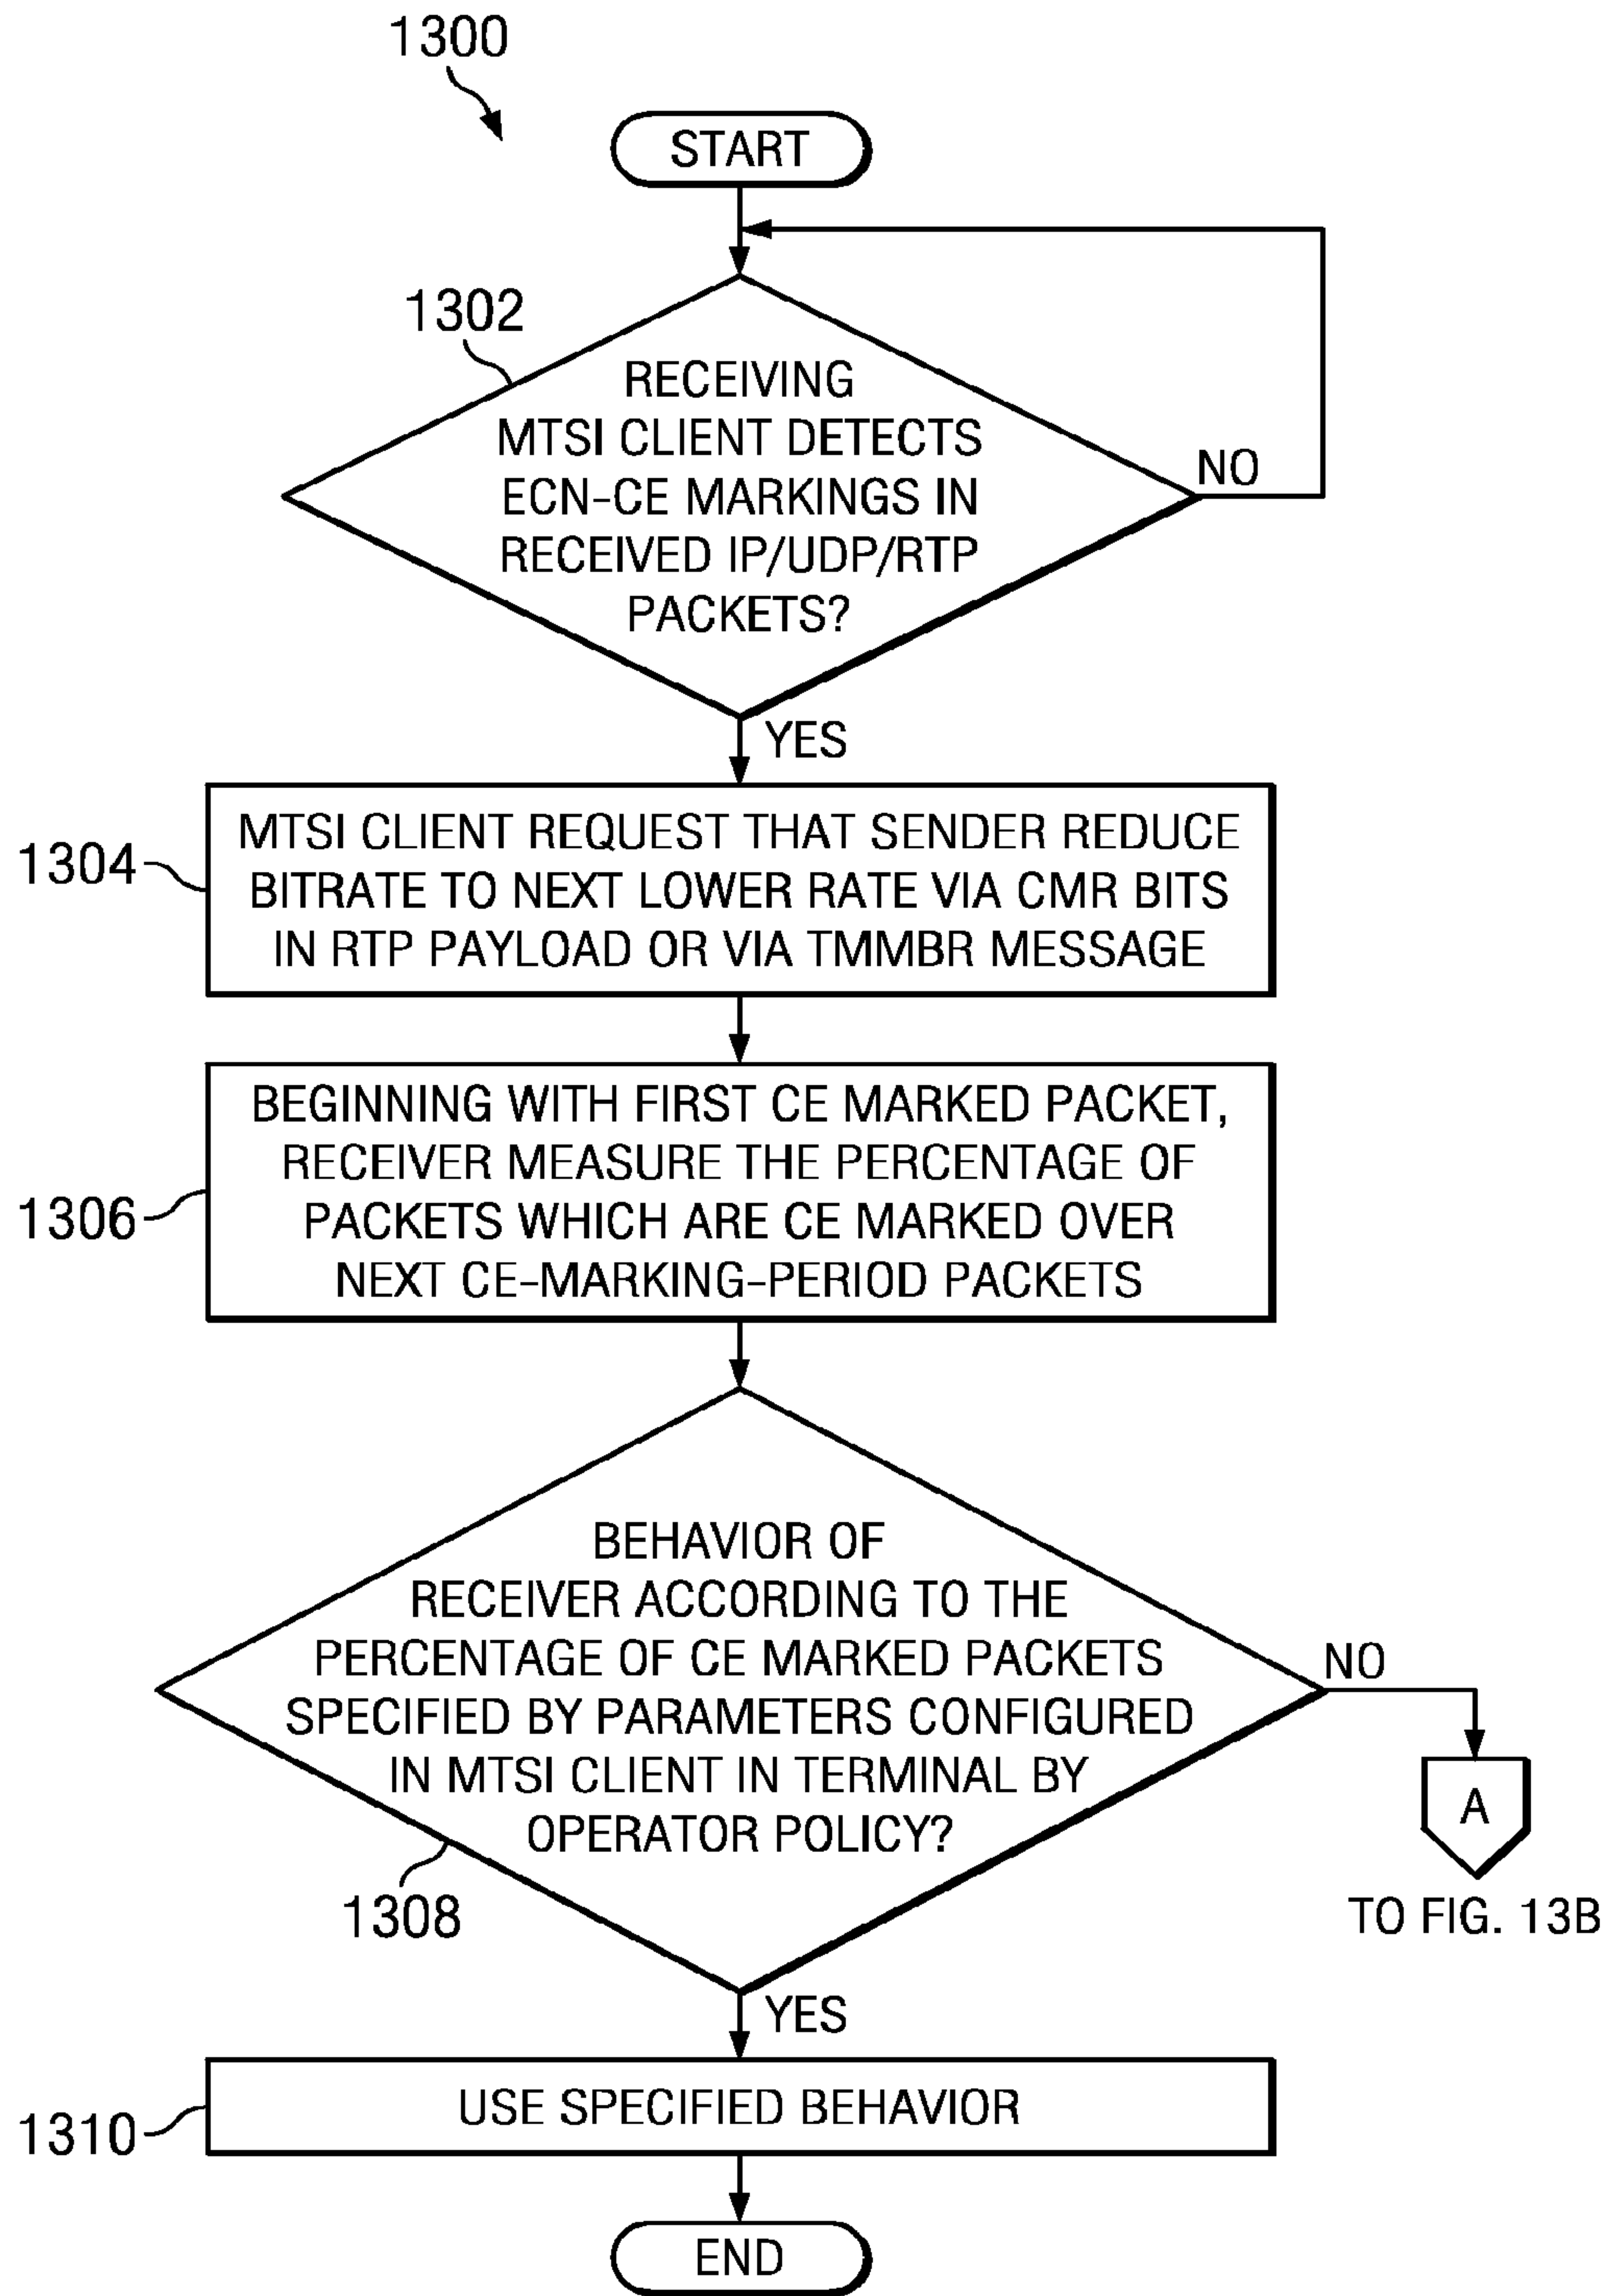 1300
START
1302
RECEIVING
MTSI CLIENT DETECTS
ECN-CE MARKINGS IN
RECEIVED IP/UDP/RTP
PACKETS?
NO
YES
1304
MTSI CLIENT REQUEST THAT SENDER REDUCE
BITRATE TO NEXT LOWER RATE VIA CMR BITS
IN RTP PAYLOAD OR VIA TMMBR MESSAGE
1306
BEGINNING WITH FIRST CE MARKED PACKET,
RECEIVER MEASURE THE PERCENTAGE OF
PACKETS WHICH ARE CE MARKED OVER
NEXT CE-MARKING-PERIOD PACKETS
BEHAVIOR OF
RECEIVER ACCORDING TO THE
PERCENTAGE OF CE MARKED PACKETS
SPECIFIED BY PARAMETERS CONFIGURED
IN MTSI CLIENT IN TERMINAL BY
OPERATOR POLICY?
NO
A
TO FIG. 13B
1308
YES
1310
USE SPECIFIED BEHAVIOR
END